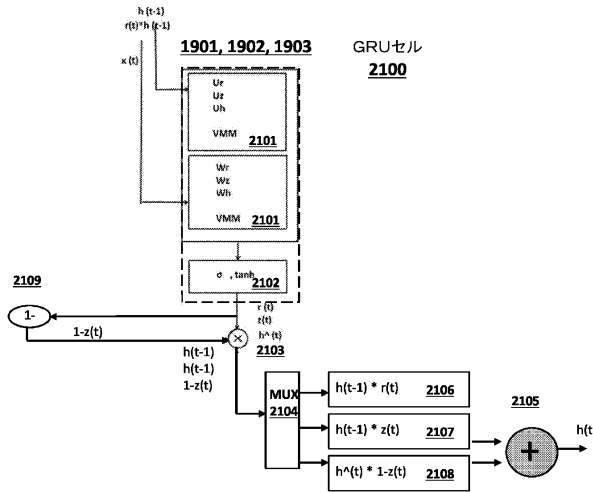 h (t-1)
r(t)*h (t-1)
x (t)
1901, 1902, 1903
GRUセル
2100
Ur
Uz
Uh
VMM 2101
Wr
Wz
Wh
VMM 2101
σ , tanh 2102
2109
1-
1-z(t)
r (t)
z(t)
h^ (t)
×
2103
h(t-1)
h(t-1)
1-z(t)
MUX
2104
h(t-1) * r(t) 2106
h(t-1) * z(t) 2107
h^(t) * 1-z(t) 2108
2105
+
h(t